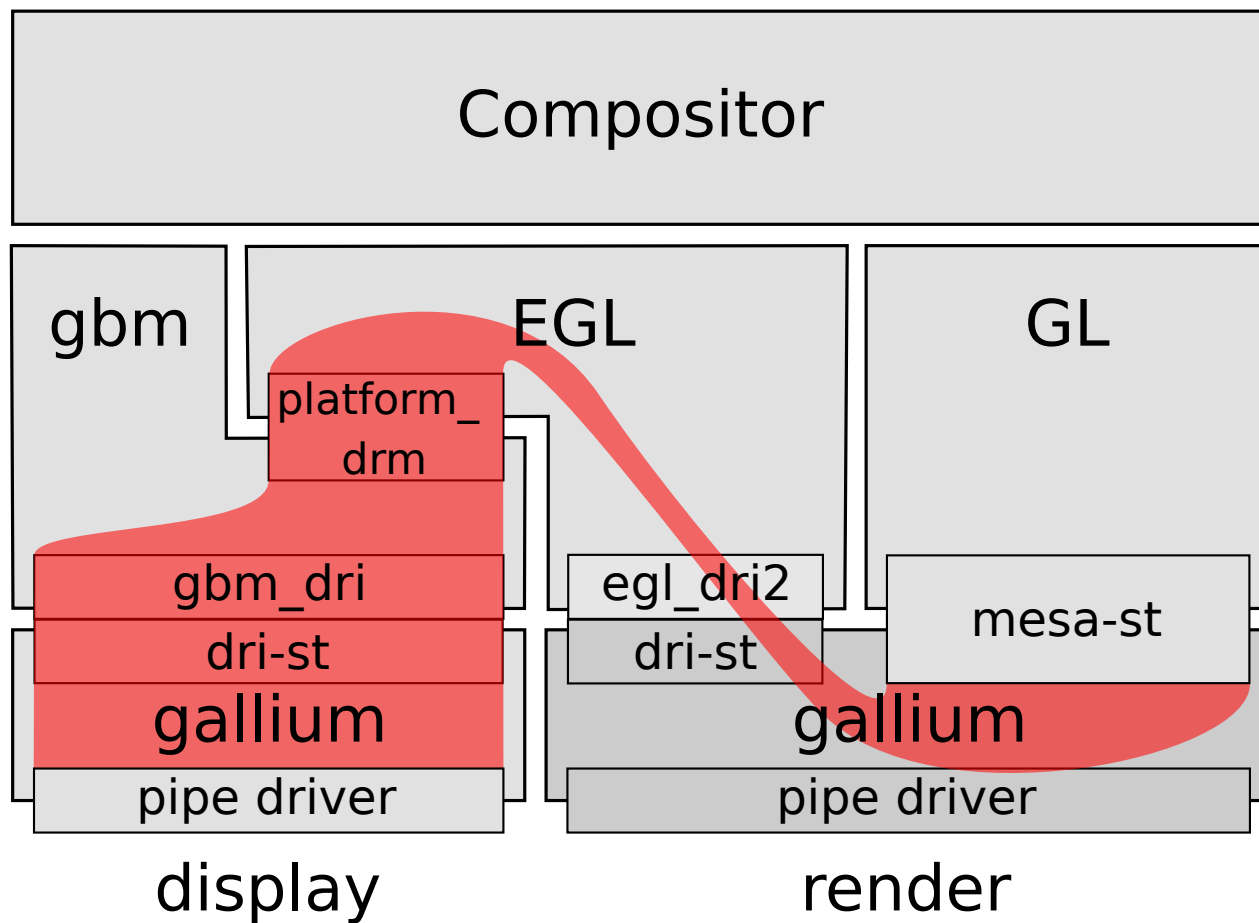 Compositor
gbm
EGL
GL
platform_
drm
gbm_dri
egl_dri2
mesa-st
dri-st
dri-st
gallium
gallium
pipe driver
pipe driver
display
render